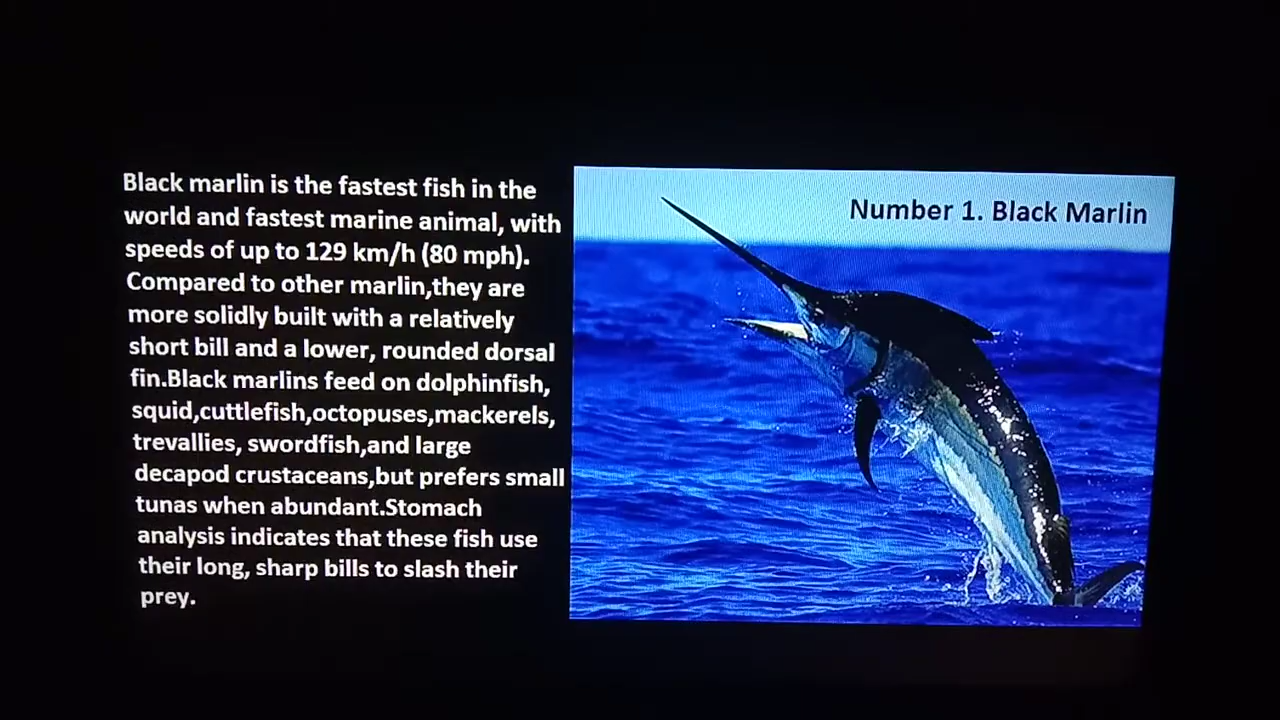 Black marlin is the fastest fish in the
world and fastest marine animal, with
speeds of up to 129 km/h (80 mph).
Compared to other marlin,they are
more solidly built with a relatively
short bill and a lower, rounded dorsal
fin.Black marlins feed on dolphinfish,
squid,cuttlefish,octopuses,mackerels,
trevallies, swordfish,and large
decapod crustaceans,but prefers small
tunas when abundant.Stomach
analysis indicates that these fish use
their long, sharp bills to slash their
prey.
Number 1. Black Marlin